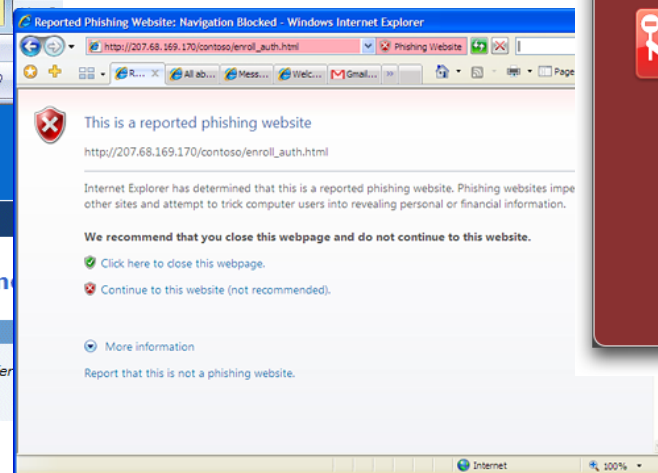 Reported Phishing Website: Navigation Blocked - Windows Internet Explorer
http://207.68.169.170/contoso/enroll_auth.html
Phishing Website
R...
All ab...
Mess...
Welc...
Gmail...
Page
This is a reported phishing website
http://207.68.169.170/contoso/enroll_auth.html
Internet Explorer has determined that this is a reported phishing website. Phishing websites impe
other sites and attempt to trick computer users into revealing personal or financial information.
We recommend that you close this webpage and do not continue to this website.
Click here to close this webpage.
Continue to this website (not recommended).
More information
Report that this is not a phishing website.
Internet
100%